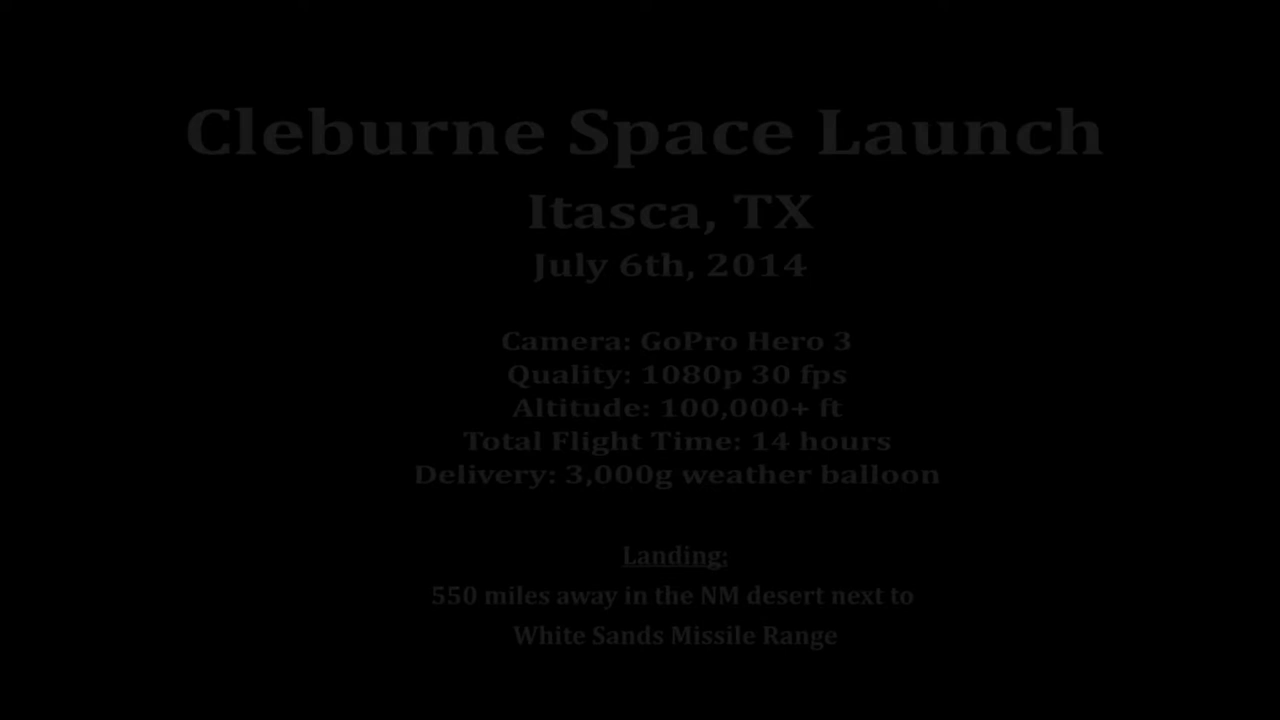 Cleburne Space Launch
Itasca, TX
July 6th, 2014
Camera: GoPro Hero 3
Quality: 1080p 30 fps
Altitude: 100,000+ ft
Total Flight Time: 14 hours
Delivery: 3,000g weather balloon
Landing:
550 miles away in the NM desert next to
White Sands Missile Range